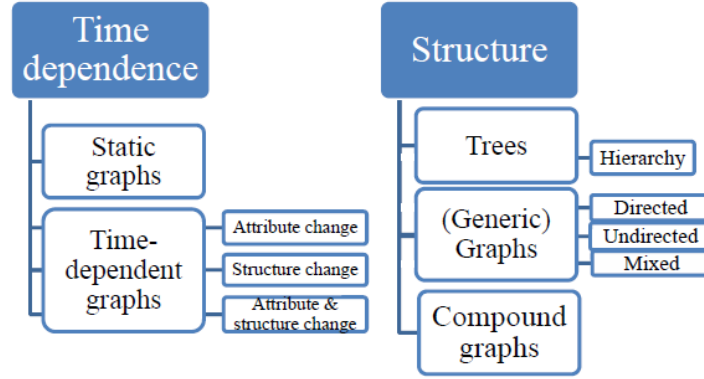 Time
dependence
Static
graphs
Time-
dependent
graphs
Attribute change
Structure change
Attribute &
structure change
Structure
Trees
Hierarchy
(Generic)
Graphs
Directed
Undirected
Mixed
Compound
graphs